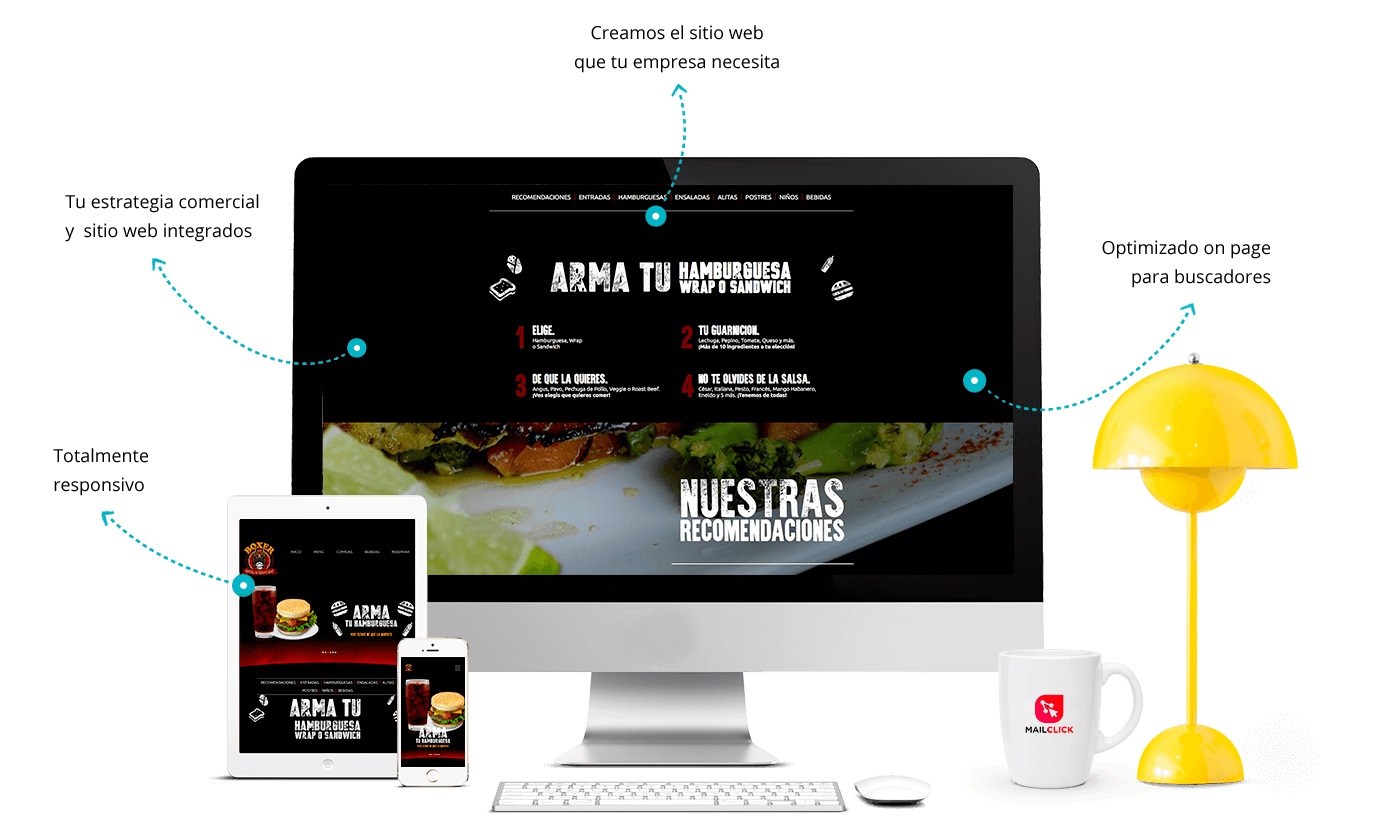 Creamos el sitio web
que tu empresa necesita
Tu estrategia comercial
y sitio web integrados
Optimizado on page
para buscadores
Totalmente
responsivo
RECOMENDACIONES | ENTRADAS | HAMBURGUESAS | ENSALADAS | ALITAS | POSTRES | NIÑOS | BEBIDAS
ARMA TU HAMBURGUESA
WRAP O SANDWICH
1 ELIGE.
Hamburguesa, Wrap
o Sandwich
2 TU GUARNICION.
Lechuga, Pepino, Tomate, Queso y más.
¡Más de 10 ingredientes a te elección!
3 DE QUE LA QUIERES.
Angus, Pavo, Pechuga de Pollo, Veggie o Roast Beef.
¡Vos elegis que quieres comer!
4 NO TE OLVIDES DE LA SALSA.
César, Italiana, Pesto, Francés, Mango Habanero,
Eneldo y 5 más. ¡Tenemos de todas!
NUESTRAS
RECOMENDACIONES
BOXER
INICIO MENÚ COMIDAS BEBIDAS RESERVAR
ARMA
TU HAMBURGUESA
RECOMENDACIONES | ENTRADAS | HAMBURGUESAS | ENSALADAS | ALITAS
POSTRES | NIÑOS | BEBIDAS
ARMA TU
HAMBURGUESA
WRAP O SANDWICH
ARMA
TU HAMBURGUESA
MAILCLICK